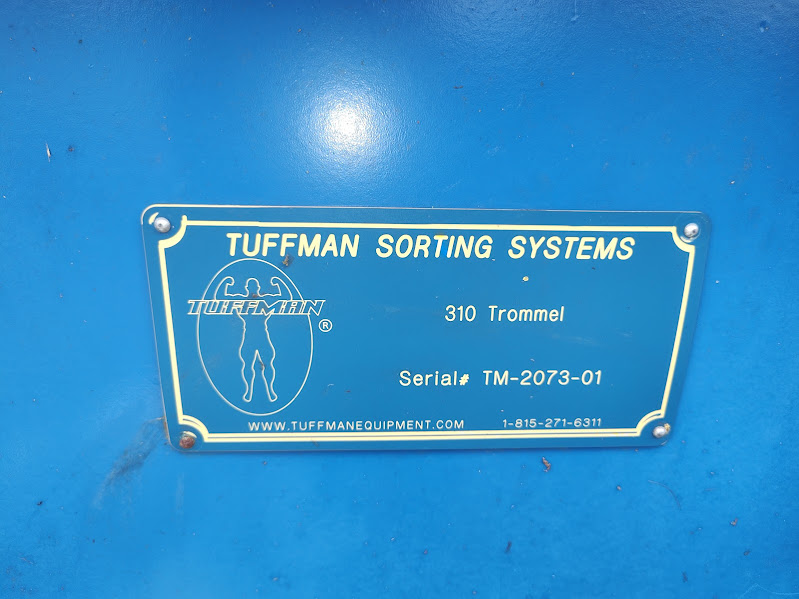 TUFFMAN SORTING SYSTEMS
TUFFMAN ®
310 Trommel
Serial# TM-2073-01
WWW.TUFFMANEQUIPMENT.COM 1-815-271-6311